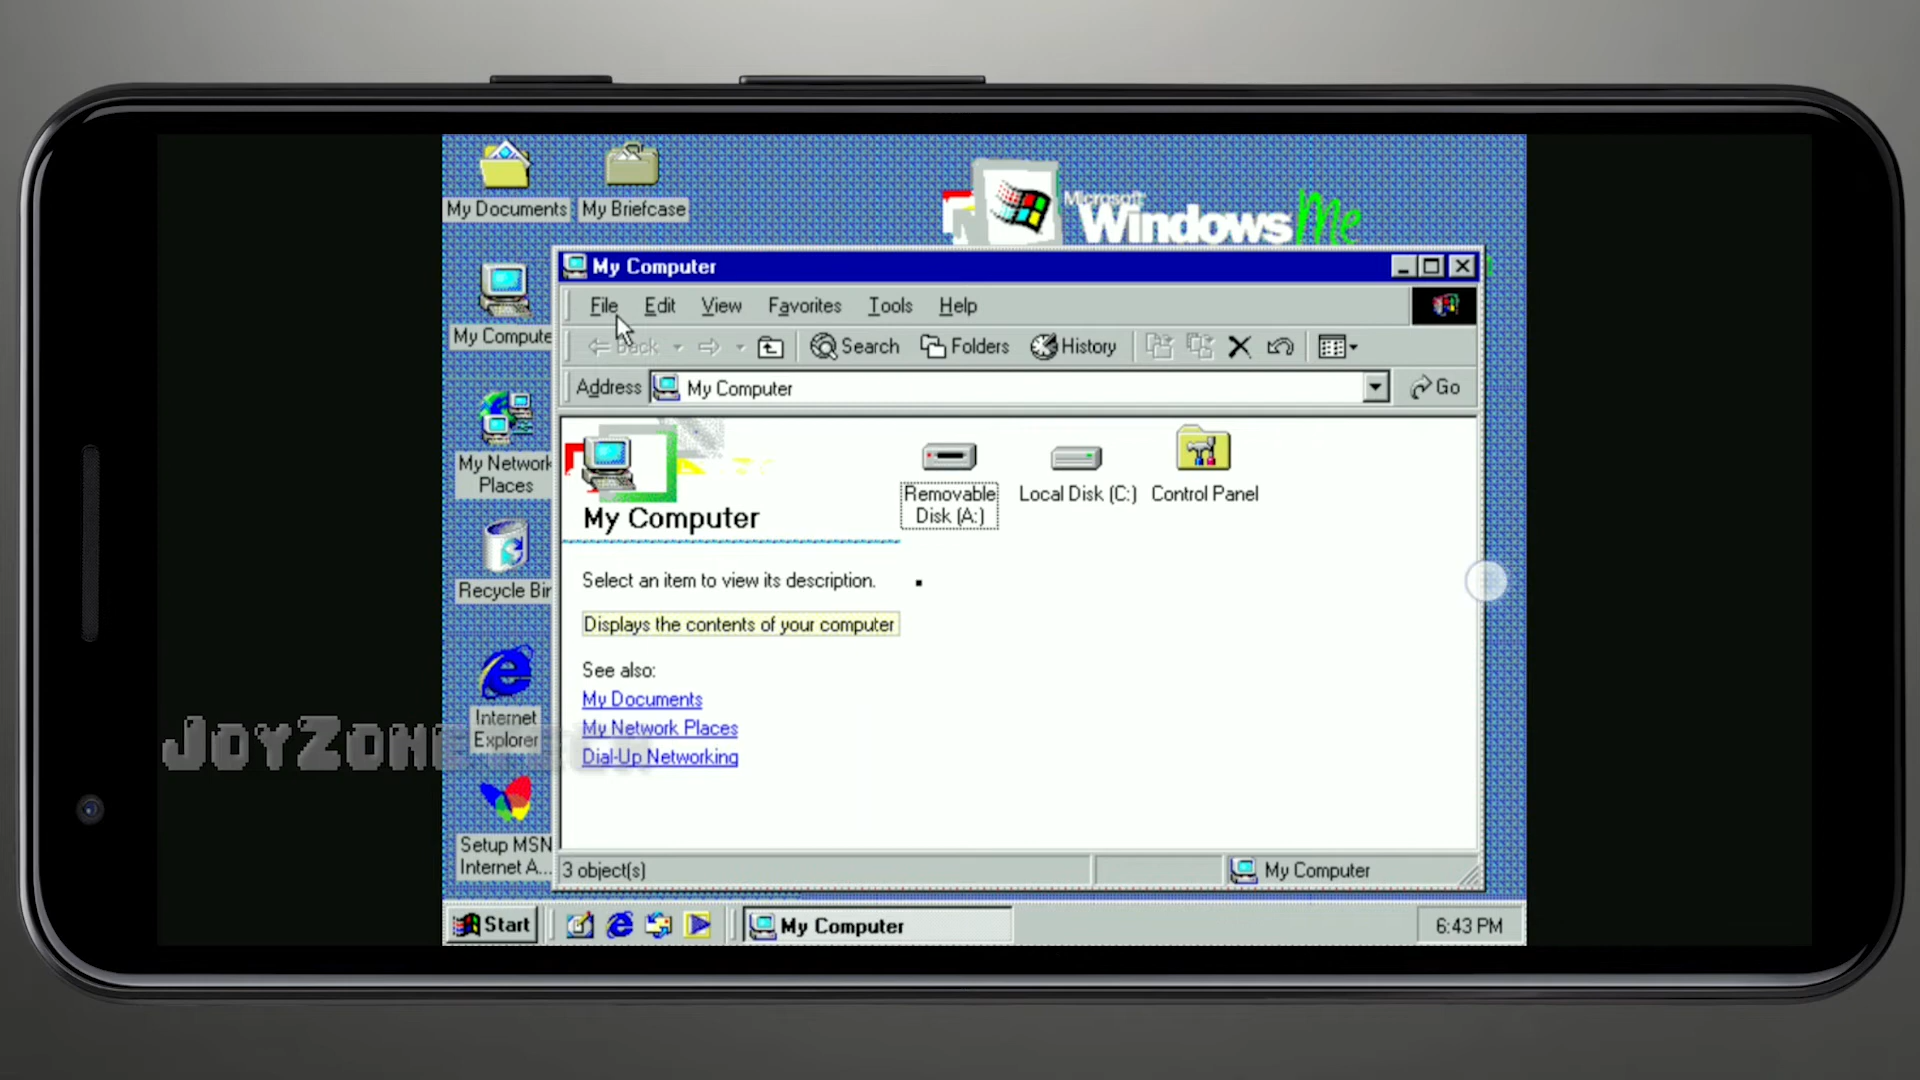 My Documents
My Briefcase
Microsoft
Windows Me
My Computer
My Compute
File Edit View Favorites Tools Help
Back
Search Folders History
Address My Computer Go
My Network
Places
Removable
Disk (A:)
Local Disk (C:)
Control Panel
My Computer
Select an item to view its description.
Recycle Bin
Displays the contents of your computer
See also:
My Documents
My Network Places
Dial-Up Networking
Internet
Explorer
Setup MSN
Internet A...
3 object(s)
My Computer
Start
My Computer
6:43 PM